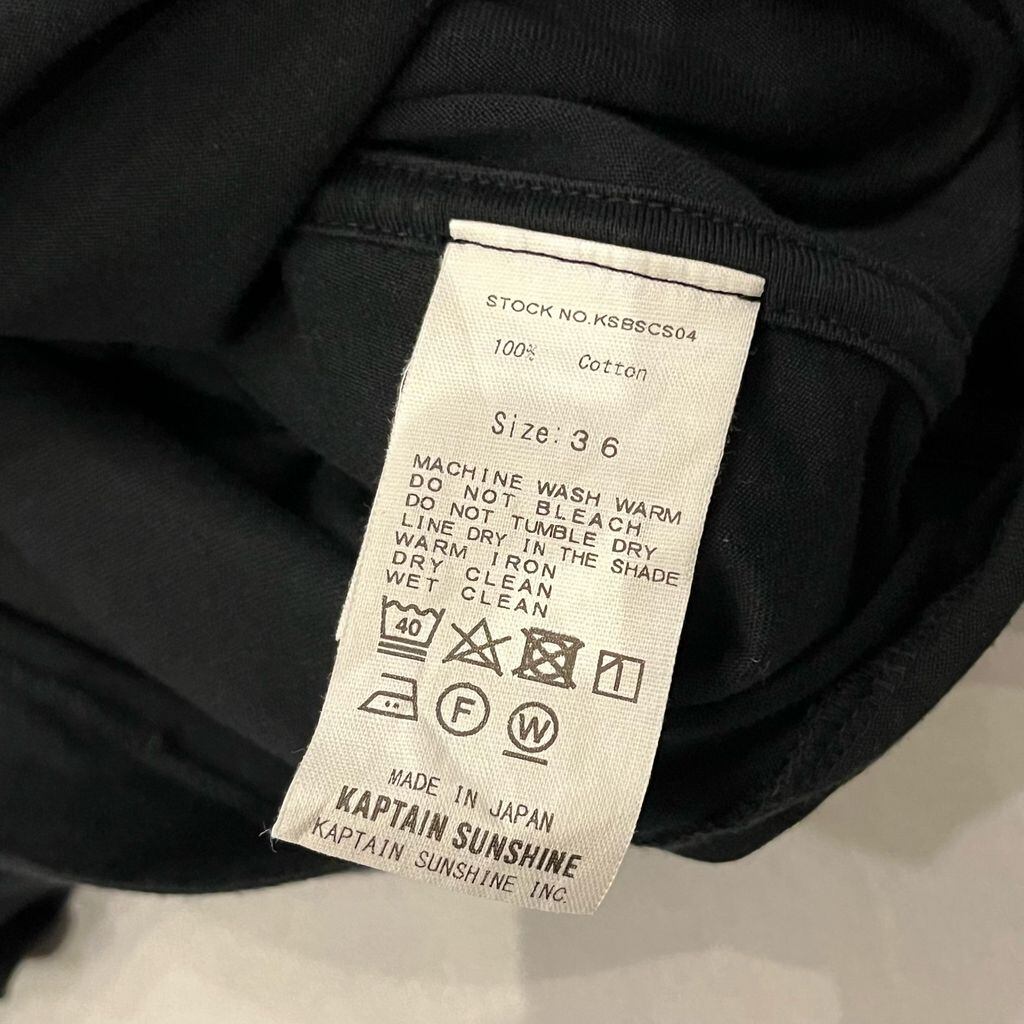 STOCK NO.KSBSCS04
100% Cotton
Size: 36
MACHINE WASH WARM
DO NOT BLEACH
DO NOT TUMBLE DRY
LINE DRY IN THE SHADE
WARM IRON
DRY CLEAN
WET CLEAN
40
F W
MADE IN JAPAN
KAPTAIN SUNSHINE
KAPTAIN SUNSHINE INC.